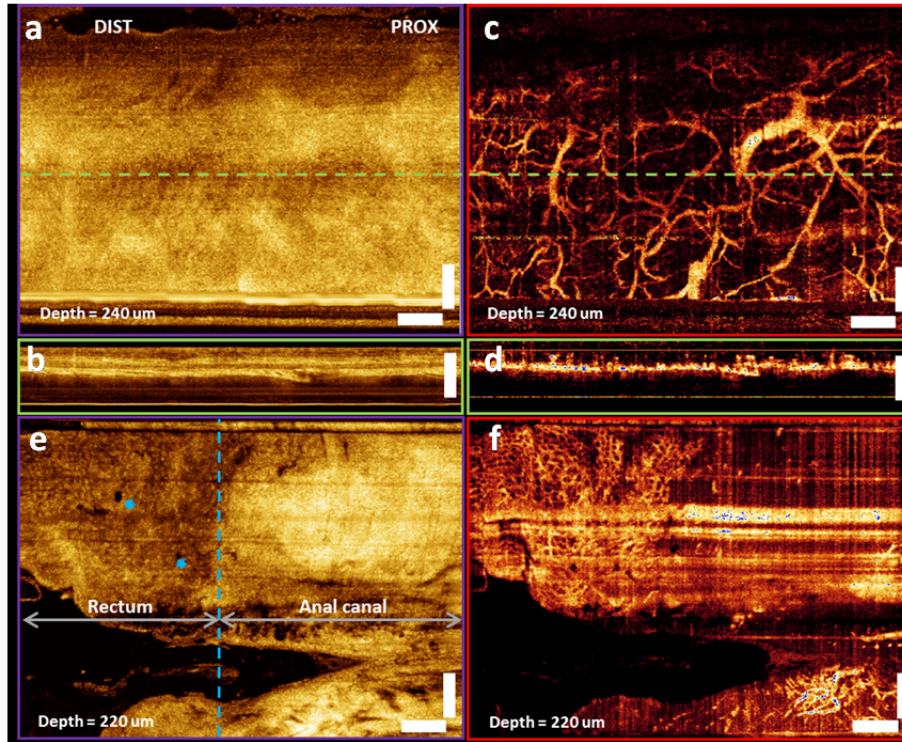 a
DIST
PROX
c
Depth = 240 um
Depth = 240 um
b
d
e
f
Rectum
Anal canal
Depth = 220 um
Depth = 220 um